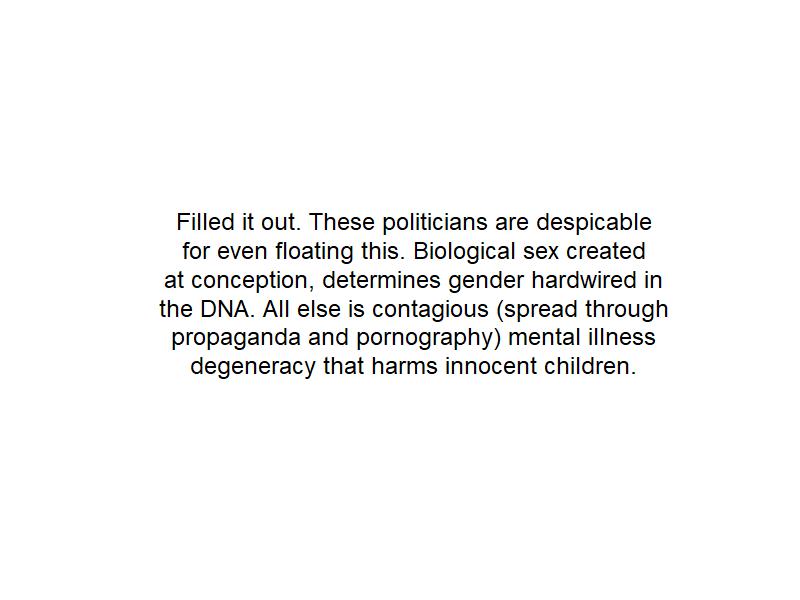 Filled it out. These politicians are despicable
for even floating this. Biological sex created
at conception, determines gender hardwired in
the DNA. All else is contagious (spread through
propaganda and pornography) mental illness
degeneracy that harms innocent children.